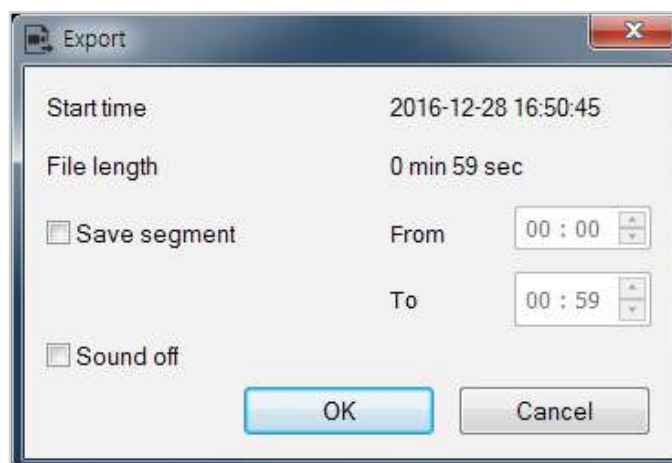 Export
Start time 2016-12-28 16:50:45
File length 0 min 59 sec
Save segment From 00 : 00
To 00 : 59
Sound off
OK Cancel